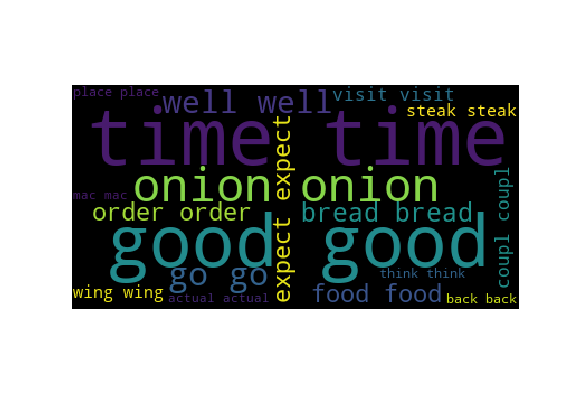 place place
well well
visit visit
steak steak
time time
expect expect
mac mac
onion onion
coupl coupl
order order
bread bread
good good
go go
think think
wing wing
actual actual
food food
back back